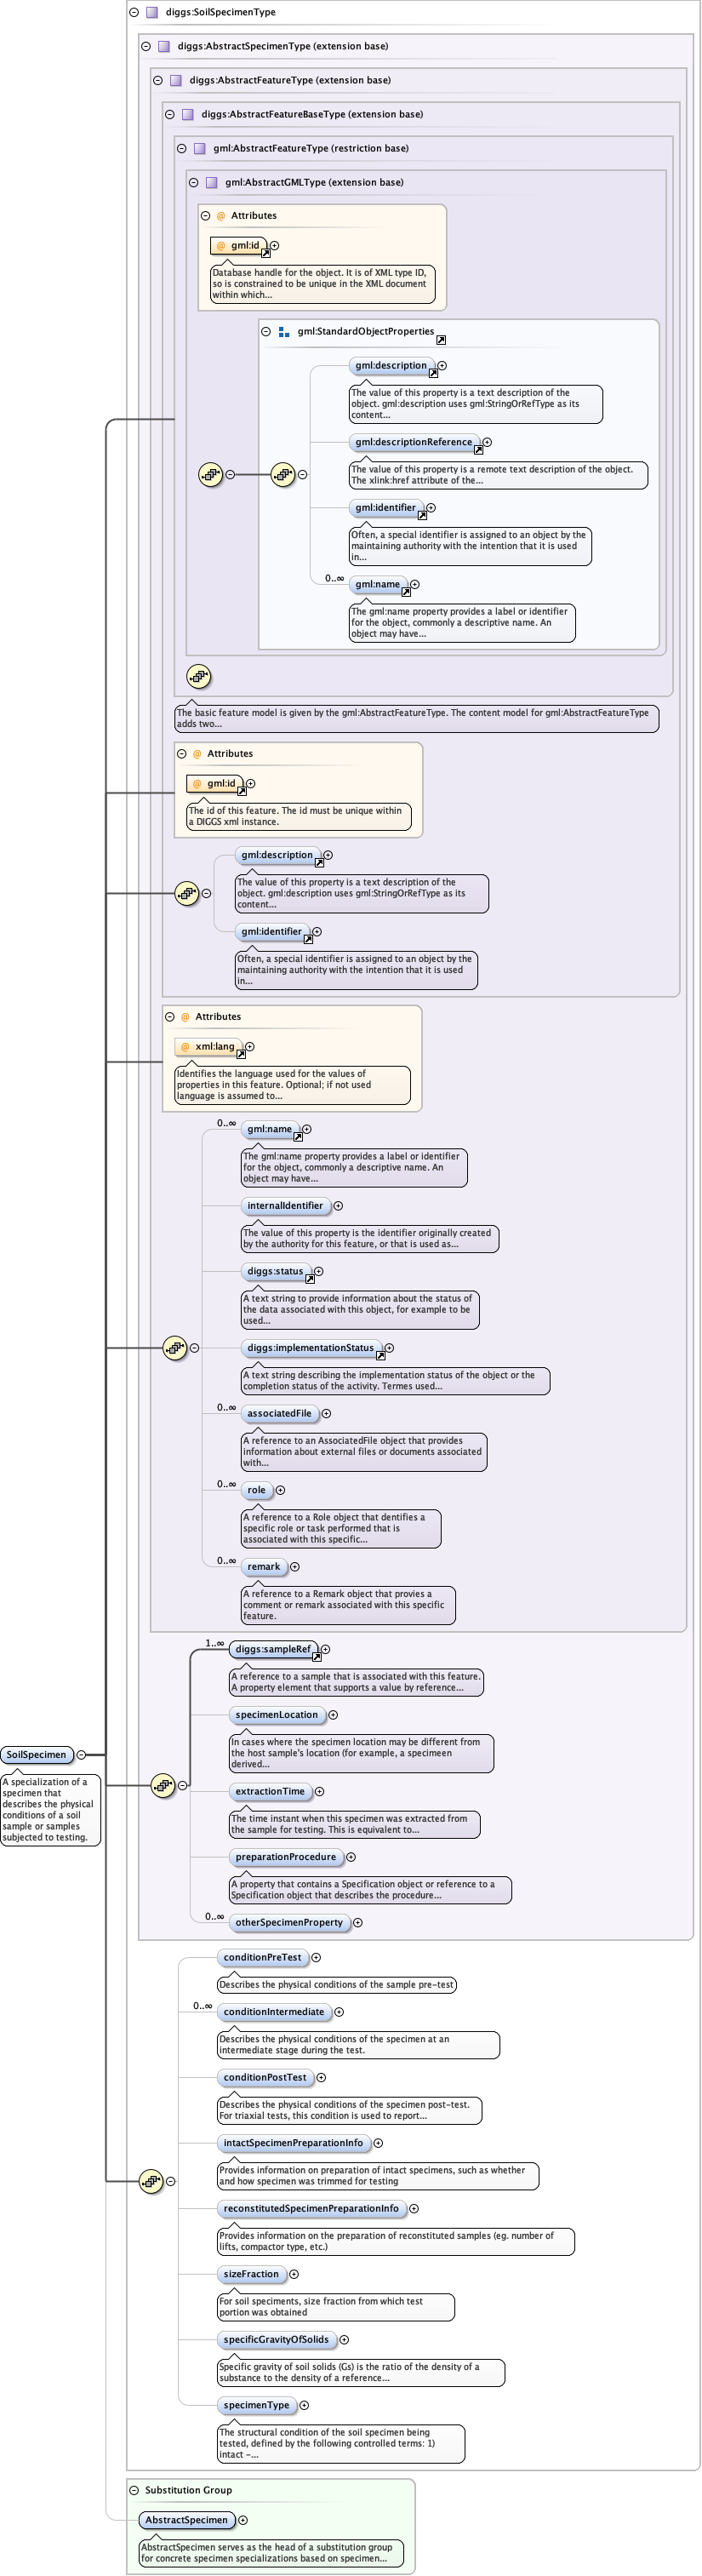 diggs:SoilSpecimenType
diggs:AbstractSpecimenType (extension base)
diggs:AbstractFeatureType (extension base)
diggs:AbstractFeatureBaseType (extension base)
gml:AbstractFeatureType (restriction base)
gml:AbstractGMLType (extension base)
@ Attributes
@ gml:id
Database handle for the object. It is of XML type ID,
so is constrained to be unique in the XML document
within which...
gml:StandardObjectProperties
gml:description
The value of this property is a text description of the
object. gml:description uses gml:StringOrRefType as its
content...
gml:descriptionReference
The value of this property is a remote text description of the object.
The xlink:href attribute of the...
gml:identifier
Often, a special identifier is assigned to an object by the
maintaining authority with the intention that it is used
in...
0..∞
gml:name
The gml:name property provides a label or identifier
for the object, commonly a descriptive name. An
object may have...
The basic feature model is given by the gml:AbstractFeatureType. The content model for gml:AbstractFeatureType
adds two...
@ Attributes
@ gml:id
The id of this feature. The id must be unique within
a DIGGS xml instance.
gml:description
The value of this property is a text description of the
object. gml:description uses gml:StringOrRefType as its
content...
gml:identifier
Often, a special identifier is assigned to an object by the
maintaining authority with the intention that it is used
in...
@ Attributes
@ xml:lang
Identifies the language used for the values of
properties in this feature. Optional; if not used
language is assumed to...
0..∞
gml:name
The gml:name property provides a label or identifier
for the object, commonly a descriptive name. An
object may have...
internalIdentifier
The value of this property is the identifier originally created
by the authority for this feature, or that is used as...
diggs:status
A text string to provide information about the status of
the data associated with this object, for example to be
used...
diggs:implementationStatus
A text string describing the implementation status of the object or the
completion status of the activity. Termes used...
0..∞
associatedFile
A reference to an AssociatedFile object that provides
information about external files or documents associated
with...
0..∞
role
A reference to a Role object that dentifies a
specific role or task performed that is
associated with this specific...
0..∞
remark
A reference to a Remark object that provies a
comment or remark associated with this specific
feature.
1..∞
diggs:sampleRef
A reference to a sample that is associated with this feature.
A property element that supports a value by reference...
specimenLocation
In cases where the specimen location may be different from
the host sample's location (for example, a specimeen
derived...
SoilSpecimen
A specialization of a
specimen that
describes the physical
conditions of a soil
sample or samples
subjected to testing.
extractionTime
The time instant when this specimen was extracted from
the sample for testing. This is equivalent to...
preparationProcedure
A property that contains a Specification object or reference to a
Specification object that describes the procedure...
0..∞
otherSpecimenProperty
conditionPreTest
Describes the physical conditions of the sample pre-test
0..∞
conditionIntermediate
Describes the physical conditions of the specimen at an
intermediate stage during the test.
conditionPostTest
Describes the physical conditions of the specimen post-test.
For triaxial tests, this condition is used to report...
intactSpecimenPreparationInfo
Provides information on preparation of intact specimens, such as whether
and how specimen was trimmed for testing
reconstitutedSpecimenPreparationInfo
Provides information on the preparation of reconstituted samples (eg. number of
lifts, compactor type, etc.)
sizeFraction
For soil speciments, size fraction from which test
portion was obtained
specificGravityOfSolids
Specific gravity of soil solids (Gs) is the ratio of the density of a
substance to the density of a reference...
specimenType
The structural condition of the soil specimen being
tested, defined by the following controlled terms: 1)
intact -...
Substitution Group
AbstractSpecimen
AbstractSpecimen serves as the head of a substitution group
for concrete specimen specializations based on specimen...